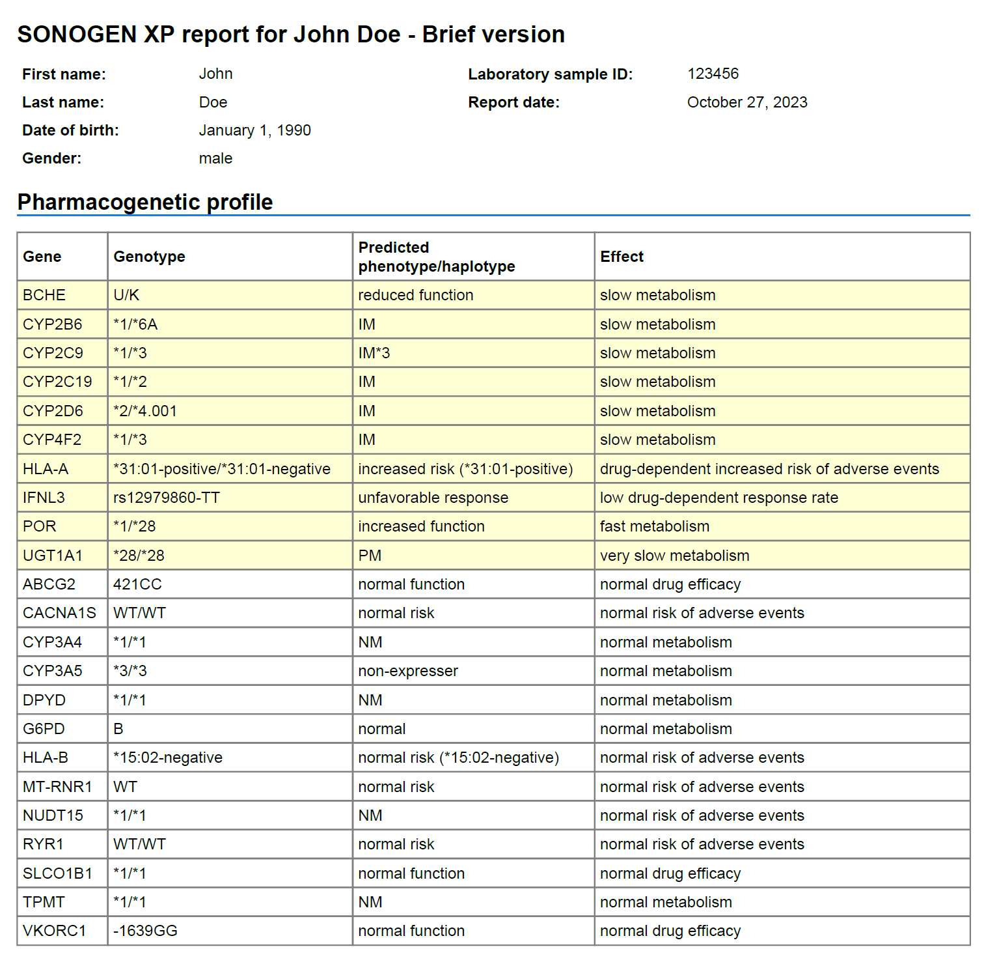 SONOGEN XP report for John Doe - Brief version
First name: John Laboratory sample ID: 123456
Last name: Doe Report date: October 27, 2023
Date of birth: January 1, 1990
Gender: male
Pharmacogenetic profile
Gene Genotype Predicted phenotype/haplotype Effect
BCHE U/K reduced function slow metabolism
CYP2B6 *1/*6A IM slow metabolism
CYP2C9 *1/*3 IM*3 slow metabolism
CYP2C19 *1/*2 IM slow metabolism
CYP2D6 *2/*4.001 IM slow metabolism
CYP4F2 *1/*3 IM slow metabolism
HLA-A *31:01-positive/*31:01-negative increased risk (*31:01-positive) drug-dependent increased risk of adverse events
IFNL3 rs12979860-TT unfavorable response low drug-dependent response rate
POR *1/*28 increased function fast metabolism
UGT1A1 *28/*28 PM very slow metabolism
ABCG2 421CC normal function normal drug efficacy
CACNA1S WT/WT normal risk normal risk of adverse events
CYP3A4 *1/*1 NM normal metabolism
CYP3A5 *3/*3 non-expresser normal metabolism
DPYD *1/*1 NM normal metabolism
G6PD B normal normal metabolism
HLA-B *15:02-negative normal risk (*15:02-negative) normal risk of adverse events
MT-RNR1 WT normal risk normal risk of adverse events
NUDT15 *1/*1 NM normal risk of adverse events
RYR1 WT/WT normal risk normal risk of adverse events
SLCO1B1 *1/*1 normal function normal drug efficacy
TPMT *1/*1 NM normal metabolism
VKORC1 -1639GG normal function normal drug efficacy